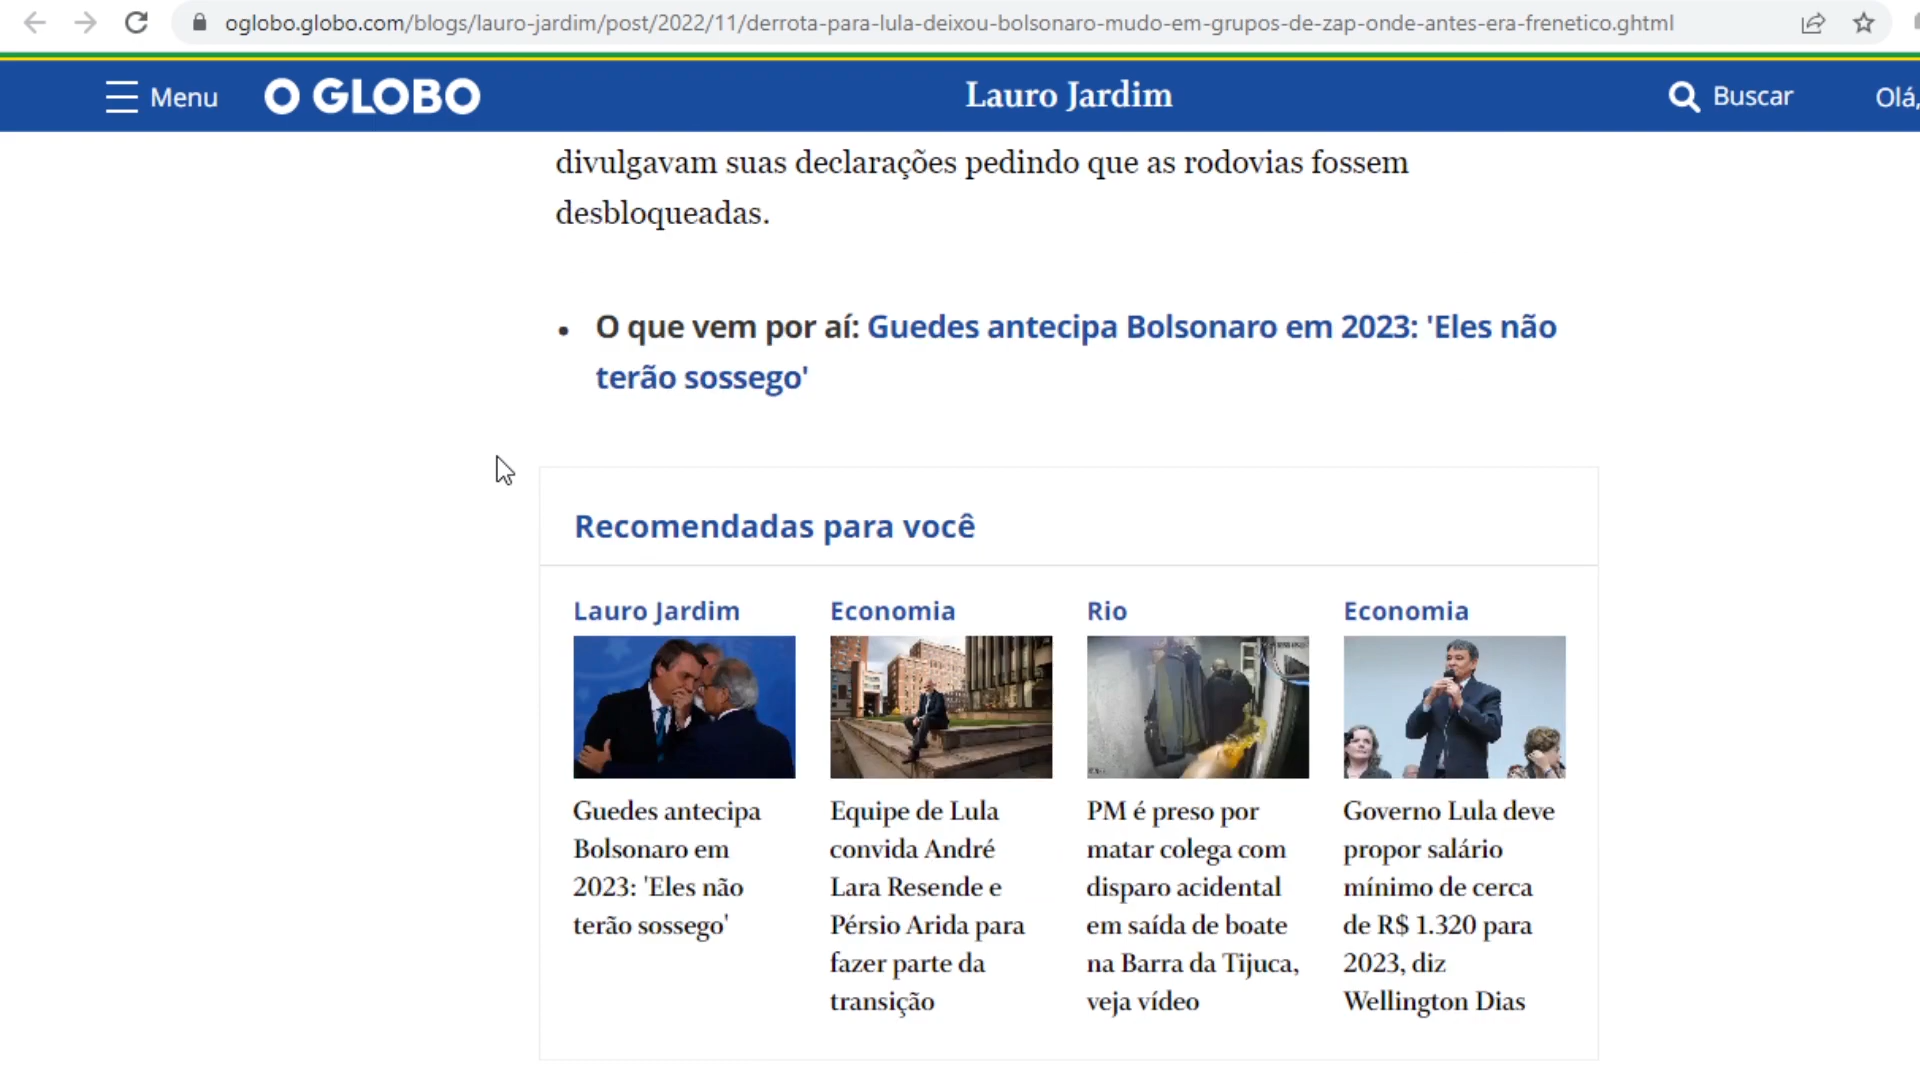 oglobo.globo.com/blogs/lauro-jardim/post/2022/11/derrota-para-lula-deixou-bolsonaro-mudo-em-grupos-de-zap-onde-antes-era-frenetico.ghtml
Menu O GLOBO Lauro Jardim Buscar Olá,
divulgavam suas declarações pedindo que as rodovias fossem
desbloqueadas.
• O que vem por aí: Guedes antecipa Bolsonaro em 2023: 'Eles não
terão sossego'
Recomendadas para você
Lauro Jardim
Guedes antecipa
Bolsonaro em
2023: 'Eles não
terão sossego'
Economia
Equipe de Lula
convida André
Lara Resende e
Pérsio Arida para
fazer parte da
transição
Rio
PM é preso por
matar colega com
disparo acidental
em saída de boate
na Barra da Tijuca,
veja vídeo
Economia
Governo Lula deve
propor salário
mínimo de cerca
de R$ 1.320 para
2023, diz
Wellington Dias